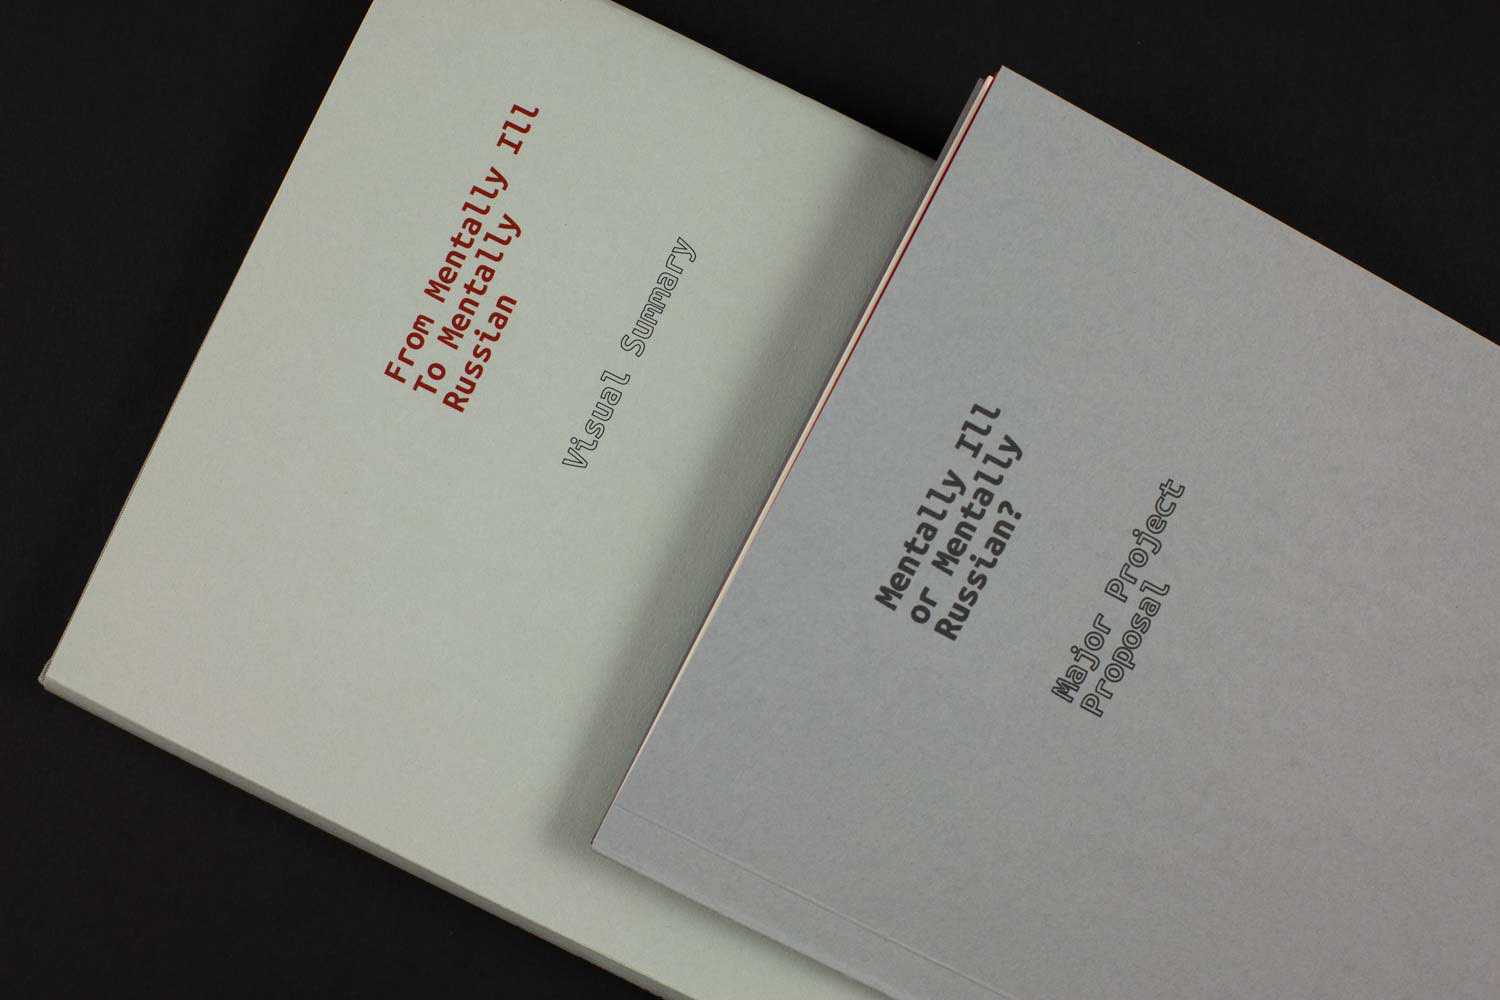 From Mentally Ill
To Mentally
Russian
Visual Summary
Mentally Ill
or Mentally
Russian?
Major Project
Proposal